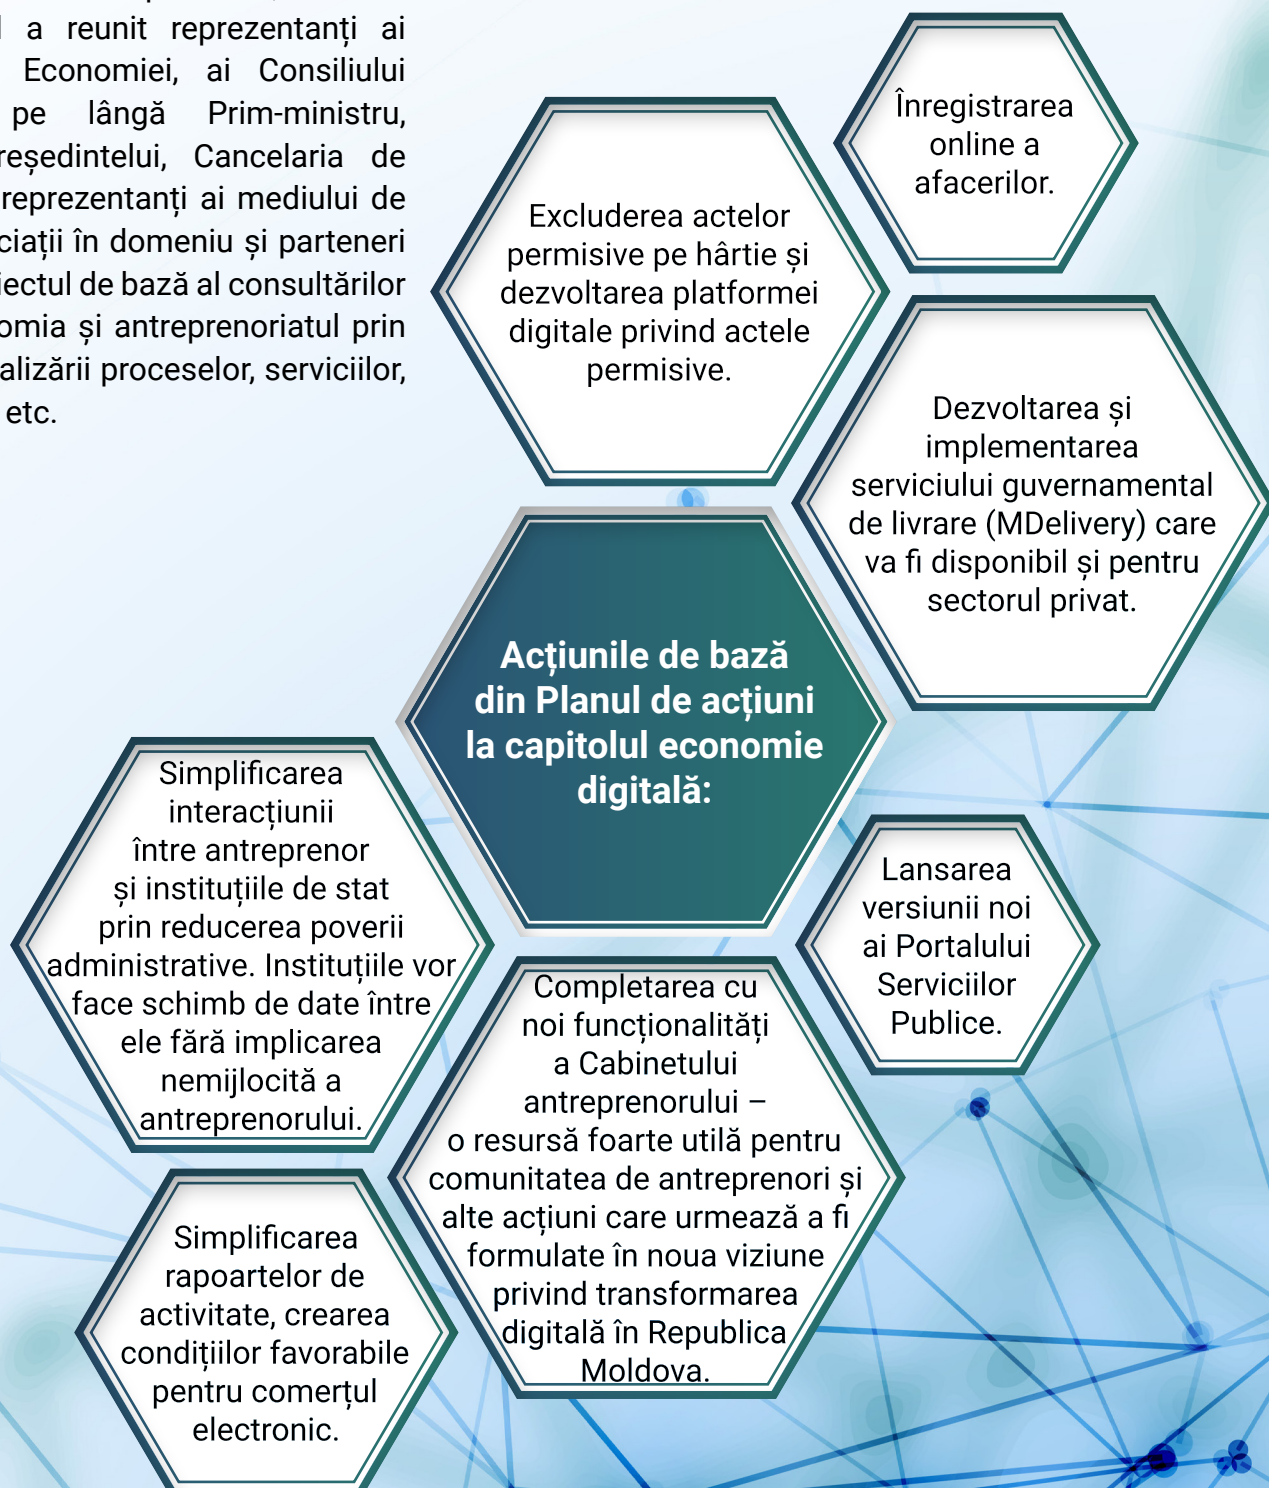 a reunit reprezentanți ai
Economiei, ai Consiliului
pe lângă Prim-ministru,
Cancelaria de
reprezentanți ai mediului de
în domeniu și parteneri
de bază al consultărilor
și antreprenoriatul prin
proceselor, serviciilor,
etc.
Înregistrarea
online a
afacerilor.
Excluderea actelor
permisive pe hârtie și
dezvoltarea platformei
digitale privind actele
permisive.
Dezvoltarea și
implementarea
serviciului guvernamental
de livrare (MDelivery) care
va fi disponibil și pentru
sectorul privat.
Acțiunile de bază
din Planul de acțiuni
la capitolul economie
digitală:
Simplificarea
interacțiunii
între antreprenor
și instituțiile de stat
prin reducerea poverii
administrative. Instituțiile vor
face schimb de date între
ele fără implicarea
nemijlocită a
antreprenorului.
Lansarea
versiunii noi
ai Portalului
Serviciilor
Publice.
Completarea cu
noi funcționalități
a Cabinetului
antreprenorului –
o resursă foarte utilă pentru
comunitatea de antreprenori și
alte acțiuni care urmează a fi
formulate în noua viziune
privind transformarea
digitală în Republica
Moldova.
Simplificarea
rapoartelor de
activitate, crearea
condițiilor favorabile
pentru comerțul
electronic.